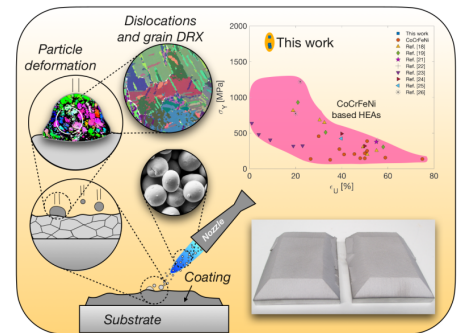 Dislocations
and grain DRX
Particle
deformation
Nozzle
Coating
Substrate
2000
1500
1000
500
0
0
20
40
60
80
σY [MPa]
ϵU [%]
This work
CoCrFeNi
based HEAs
This work
CoCrFeNi
Ref. [18]
Ref. [19]
Ref. [21]
Ref. [22]
Ref. [23]
Ref. [24]
Ref. [25]
Ref. [26]